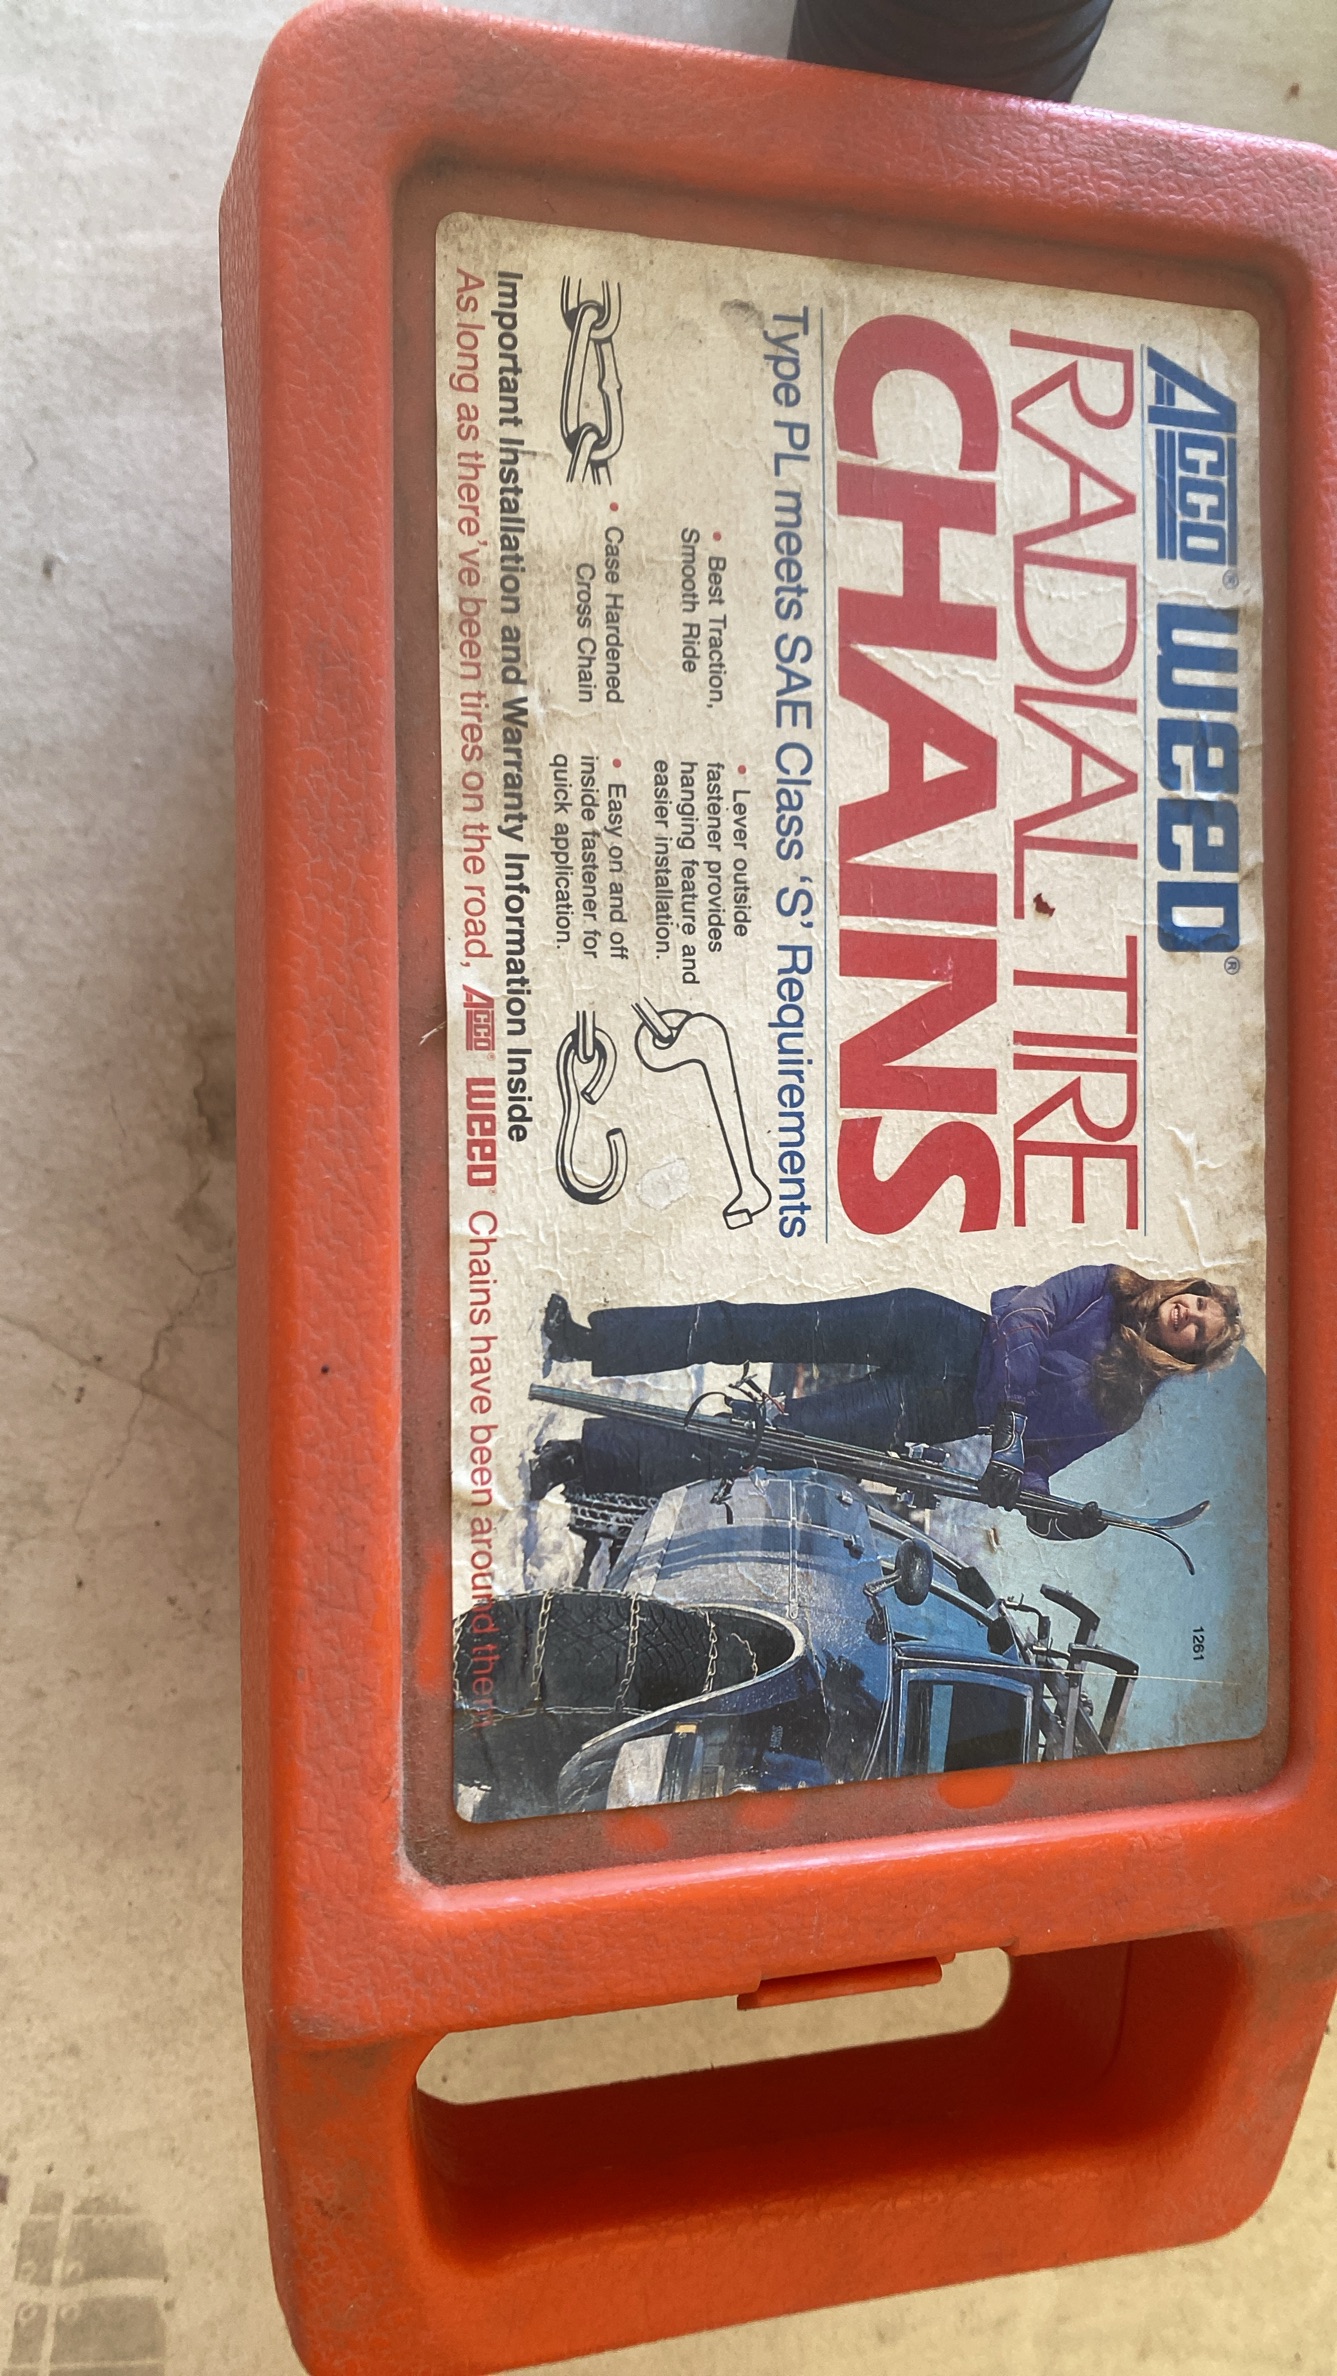 Acco® WEED®
RADIAL TIRE
CHAINS
Type PL meets SAE Class 'S' Requirements
• Best Traction,
Smooth Ride
• Case Hardened
Cross Chain
• Lever outside
fastener provides
hanging feature and
easier installation.
• Easy on and off
inside fastener for
quick application.
Important Installation and Warranty Information Inside
As long as there've been tires on the road, Acco® WEED® Chains have been around them
1261